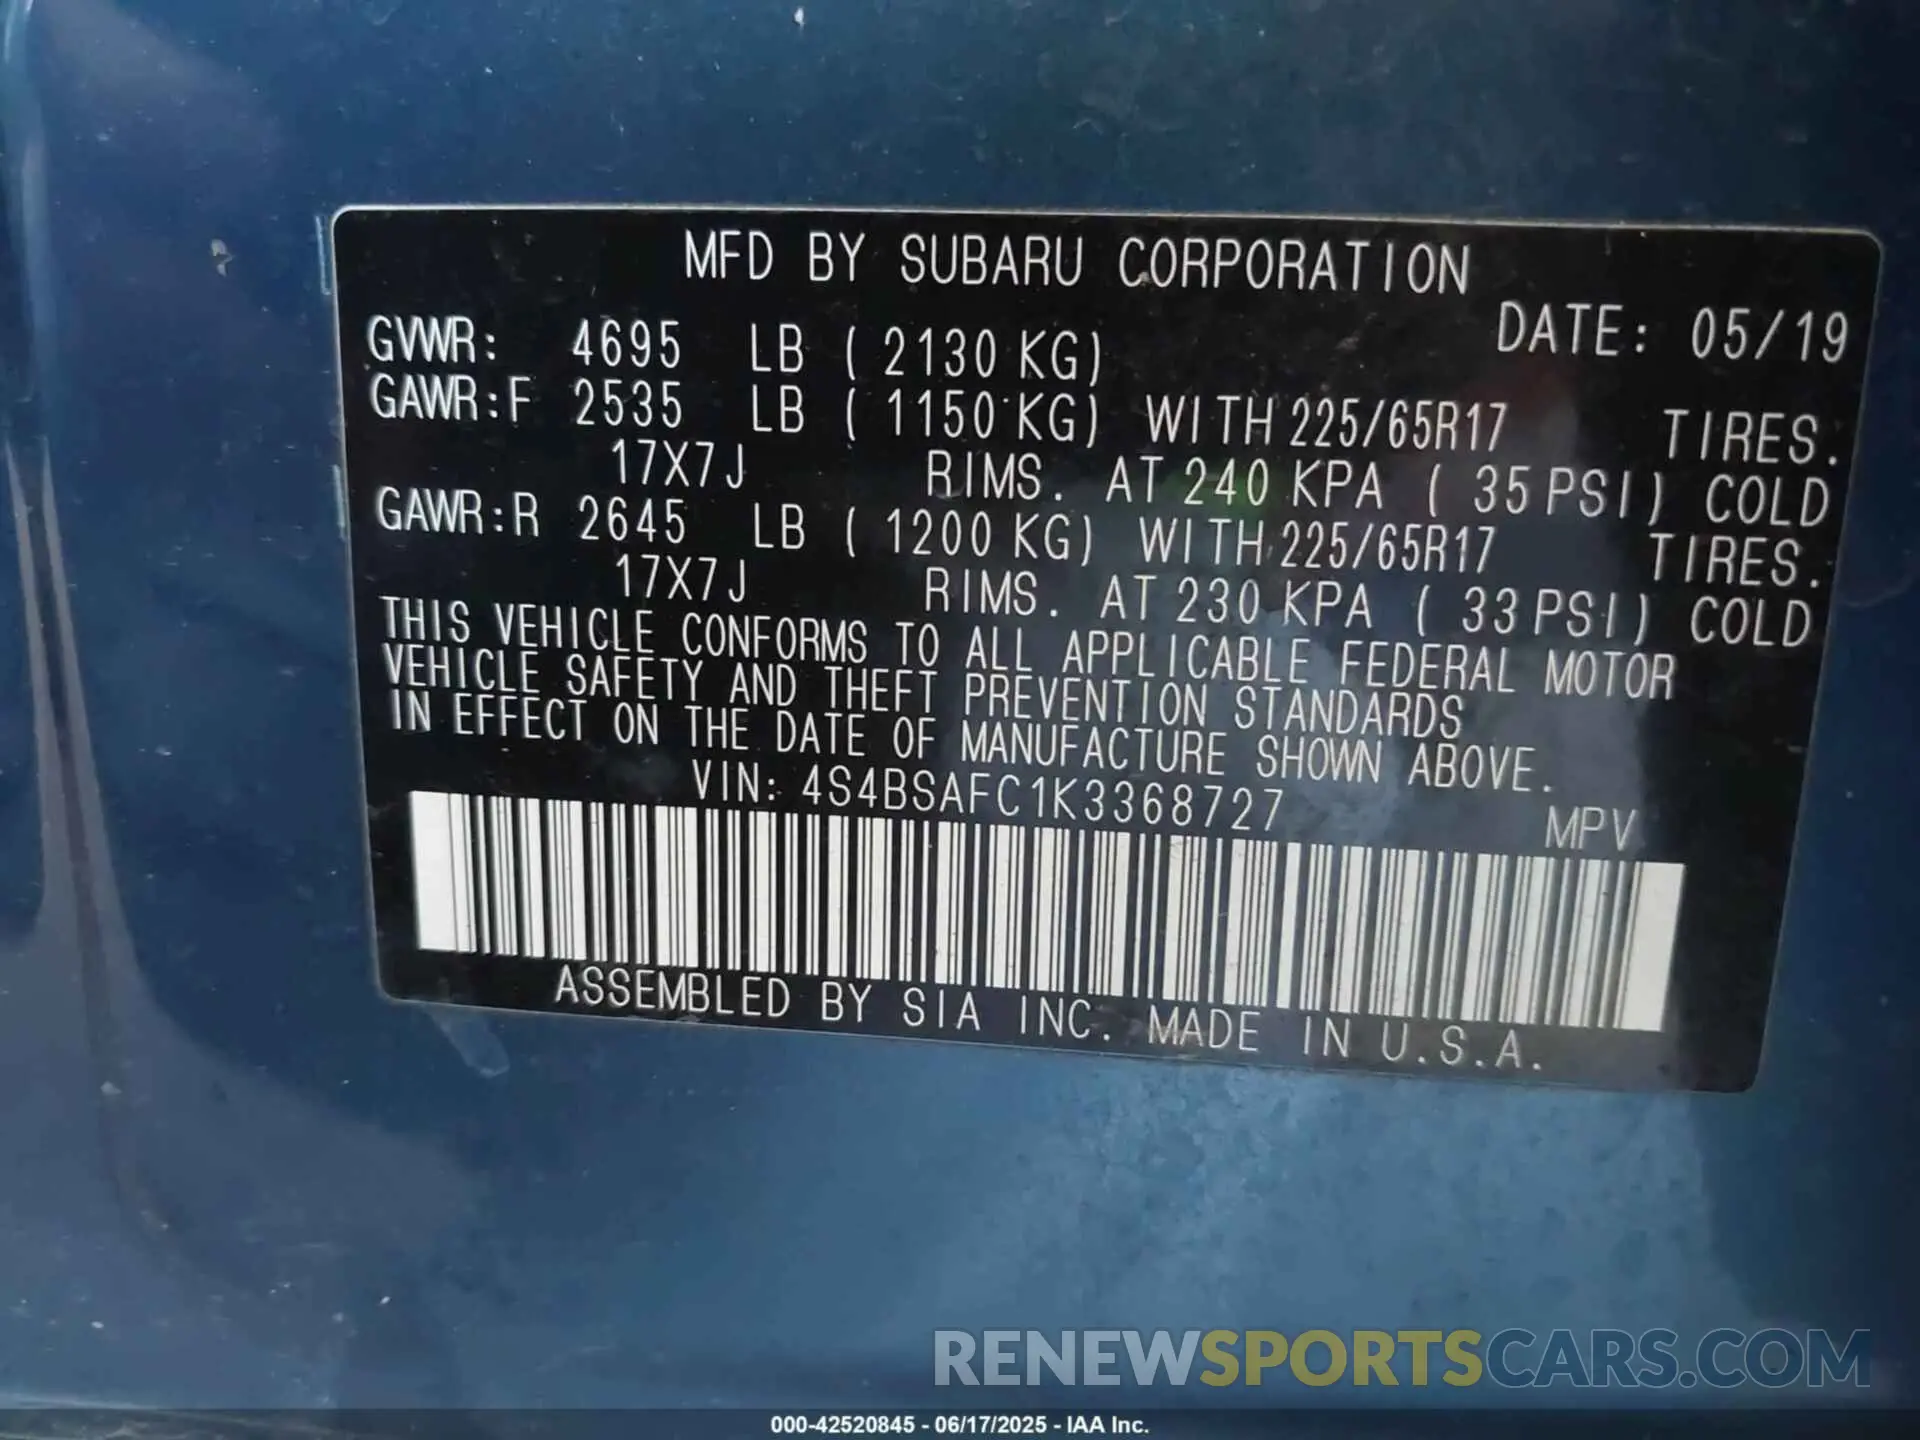 MFD BY SUBARU CORPORATION
DATE: 05/19
GVWR: 4695 LB ( 2130 KG)
GAWR:F 2535 LB ( 1150 KG) WITH 225/65R17 TIRES.
17X7J RIMS. AT 240 KPA ( 35 PSI) COLD
GAWR:R 2645 LB ( 1200 KG) WITH 225/65R17 TIRES.
17X7J RIMS. AT 230 KPA ( 33 PSI) COLD
THIS VEHICLE CONFORMS TO ALL APPLICABLE FEDERAL MOTOR
VEHICLE SAFETY AND THEFT PREVENTION STANDARDS
IN EFFECT ON THE DATE OF MANUFACTURE SHOWN ABOVE.
VIN: 4S4BSAFC1K3368727
MPV
ASSEMBLED BY SIA INC. MADE IN U.S.A.
RENEWSPORTSCARS.COM
000-42520845 - 06/17/2025 - IAA Inc.